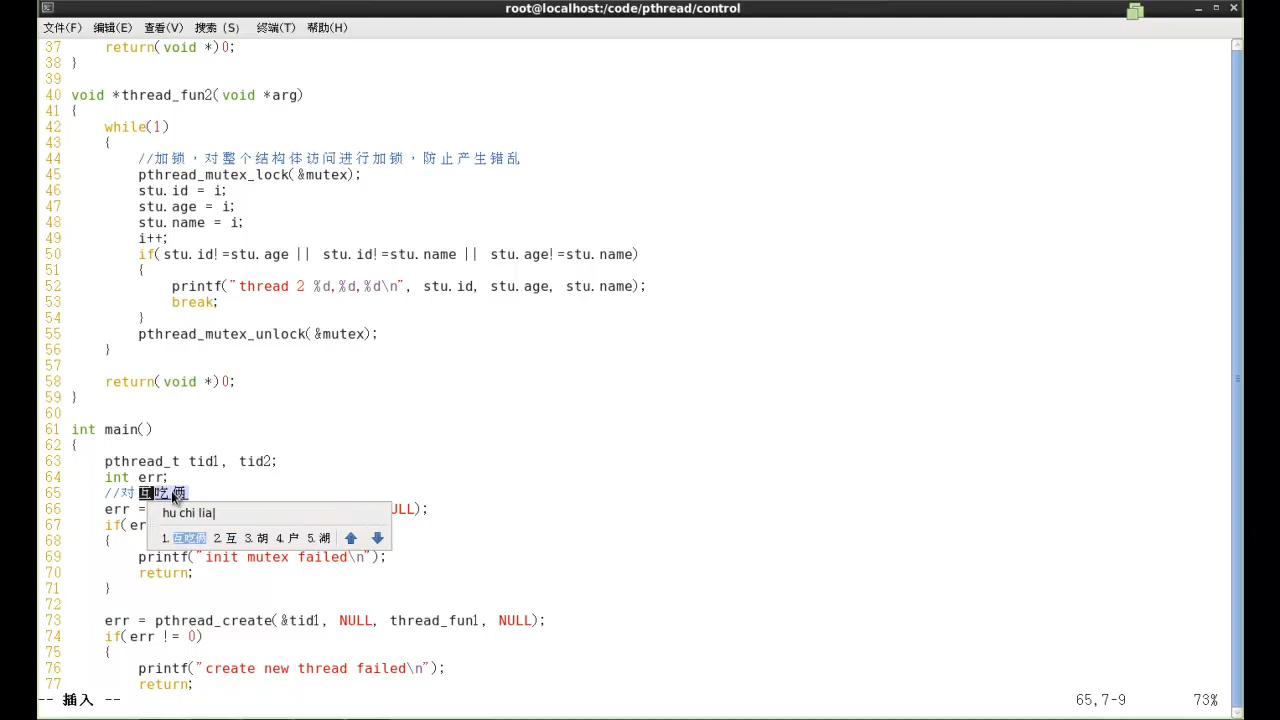 root@localhost:/code/pthread/control
文件(F) 编辑(E) 查看(V) 搜索 (S) 终端(T) 帮助(H)
37 return(void *)0;
38 }
39
40 void *thread_fun2(void *arg)
41 {
42 while(1)
43 {
44 //加锁，对整个结构体访问进行加锁，防止产生错乱
45 pthread_mutex_lock(&mutex);
46 stu.id = i;
47 stu.age = i;
48 stu.name = i;
49 i++;
50 if(stu.id!=stu.age || stu.id!=stu.name || stu.age!=stu.name)
51 {
52 printf("thread 2 %d,%d,%d\n", stu.id, stu.age, stu.name);
53 break;
54 }
55 pthread_mutex_unlock(&mutex);
56 }
57
58 return(void *)0;
59 }
60
61 int main()
62 {
63 pthread_t tid1, tid2;
64 int err;
65 //对互吃俩
66 err = ULL);
hu chi lia
67 if(er
1.互吃俩 2.互 3.胡 4.户 5.湖
68 {
69 printf("init mutex failed\n");
70 return;
71 }
72
73 err = pthread_create(&tid1, NULL, thread_fun1, NULL);
74 if(err != 0)
75 {
76 printf("create new thread failed\n");
77 return;
-- 插入 -- 65,7-9 73%